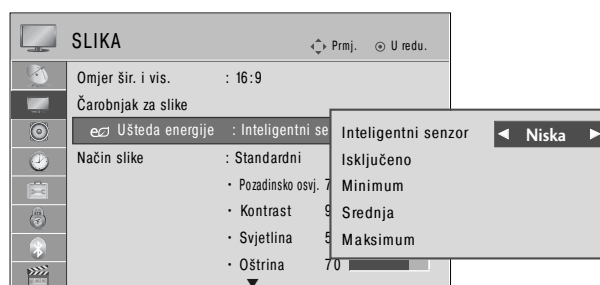 SLIKA
Prmj. U redu.
Omjer šir. i vis. : 16:9
Čarobnjak za slike
Ušteda energije : Inteligentni se
Način slike : Standardni
• Pozadinsko osvj. 7
• Kontrast 9
• Svjetlina 5
• Oštrina 70
Inteligentni senzor ◄ Niska ►
Isključeno
Minimum
Srednja
Maksimum